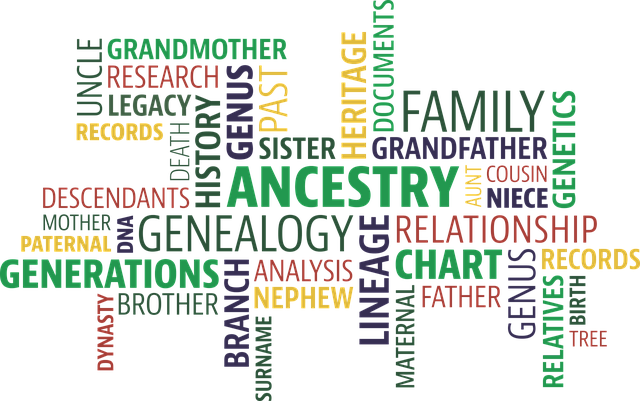 UNCLE
GRANDMOTHER
RESEARCH
LEGACY
RECORDS
DEATH
HISTORY
GENUS
PAST
SISTER
HERITAGE
DOCUMENTS
FAMILY
GRANDFATHER
GENETICS
ANCESTRY
AUNT
COUSIN
NIECE
DESCENDANTS
MOTHER
PATERNAL
DNA
GENEALOGY
LINEAGE
RELATIONSHIP
GENERATIONS
BRANCH
ANALYSIS
NEPHEW
CHART
GENUS
RECORDS
DYNASTY
BROTHER
SURNAME
MATERNAL
FATHER
RELATIVES
BIRTH
TREE